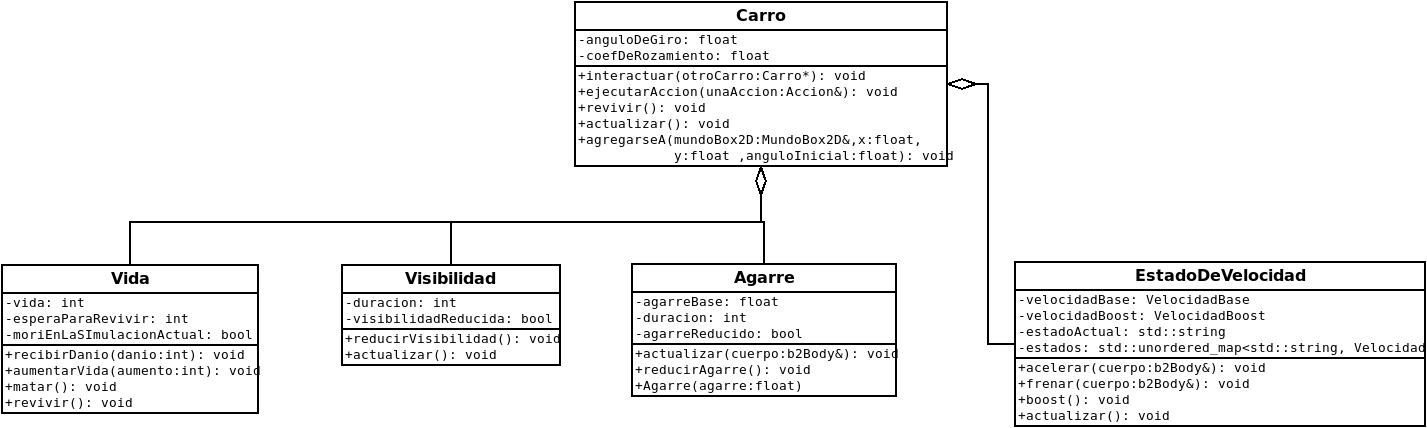 Carro
-anguloDeGiro: float
-coefDeRozamiento: float
+interactuar(otroCarro:Carro*): void
+ejecutarAccion(unaAccion:Accion&): void
+revivir(): void
+actualizar(): void
+agregarseA(mundoBox2D:MundoBox2D&,x:float,
y:float ,anguloInicial:float): void
Vida
-vida: int
-esperaParaRevivir: int
-moriEnLaSImulacionActual: bool
+recibirDanio(danio:int): void
+aumentarVida(aumento:int): void
+matar(): void
+revivir(): void
Visibilidad
-duracion: int
-visibilidadReducida: bool
+reducirVisibilidad(): void
+actualizar(): void
Agarre
-agarreBase: float
-duracion: int
-agarreReducido: bool
+actualizar(cuerpo:b2Body&): void
+reducirAgarre(): void
+Agarre(agarre:float)
EstadoDeVelocidad
-velocidadBase: VelocidadBase
-velocidadBoost: VelocidadBoost
-estadoActual: std::string
-estados: std::unordered_map<std::string, Velocidad
+acelerar(cuerpo:b2Body&): void
+frenar(cuerpo:b2Body&): void
+boost(): void
+actualizar(): void